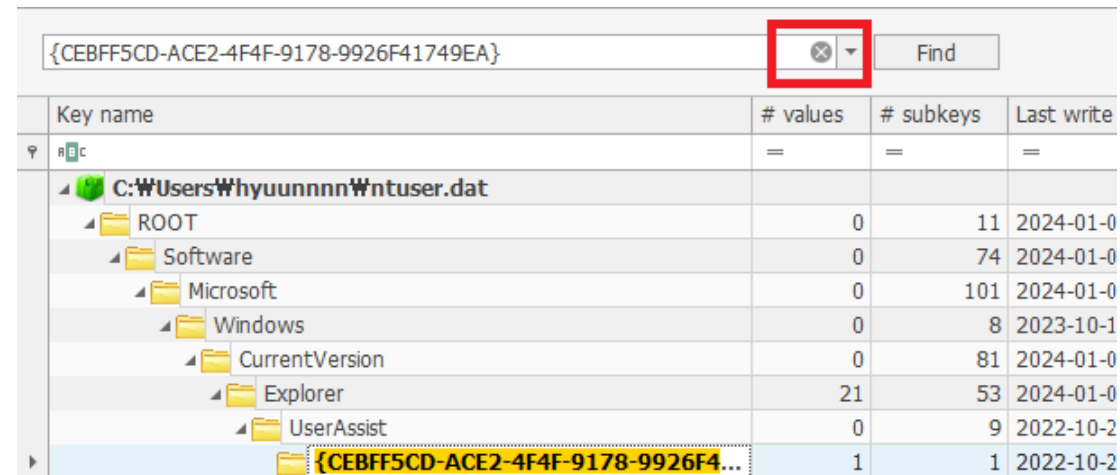 {CEBFF5CD-ACE2-4F4F-9178-9926F41749EA} Find
Key name # values # subkeys Last write
ABC = = =
C:₩Users₩hyuunnnn₩ntuser.dat
ROOT 0 11 2024-01-0
Software 0 74 2024-01-0
Microsoft 0 101 2024-01-0
Windows 0 8 2023-10-1
CurrentVersion 0 81 2024-01-0
Explorer 21 53 2024-01-0
UserAssist 0 9 2022-10-2
{CEBFF5CD-ACE2-4F4F-9178-9926F4... 1 1 2022-10-2